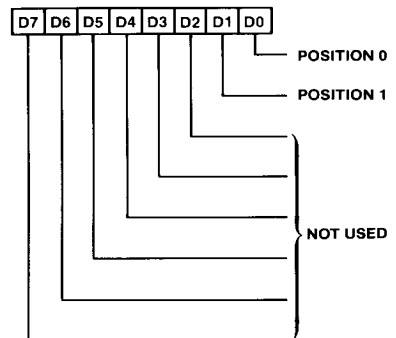 D7 D6 D5 D4 D3 D2 D1 D0
POSITION 0
POSITION 1
NOT USED